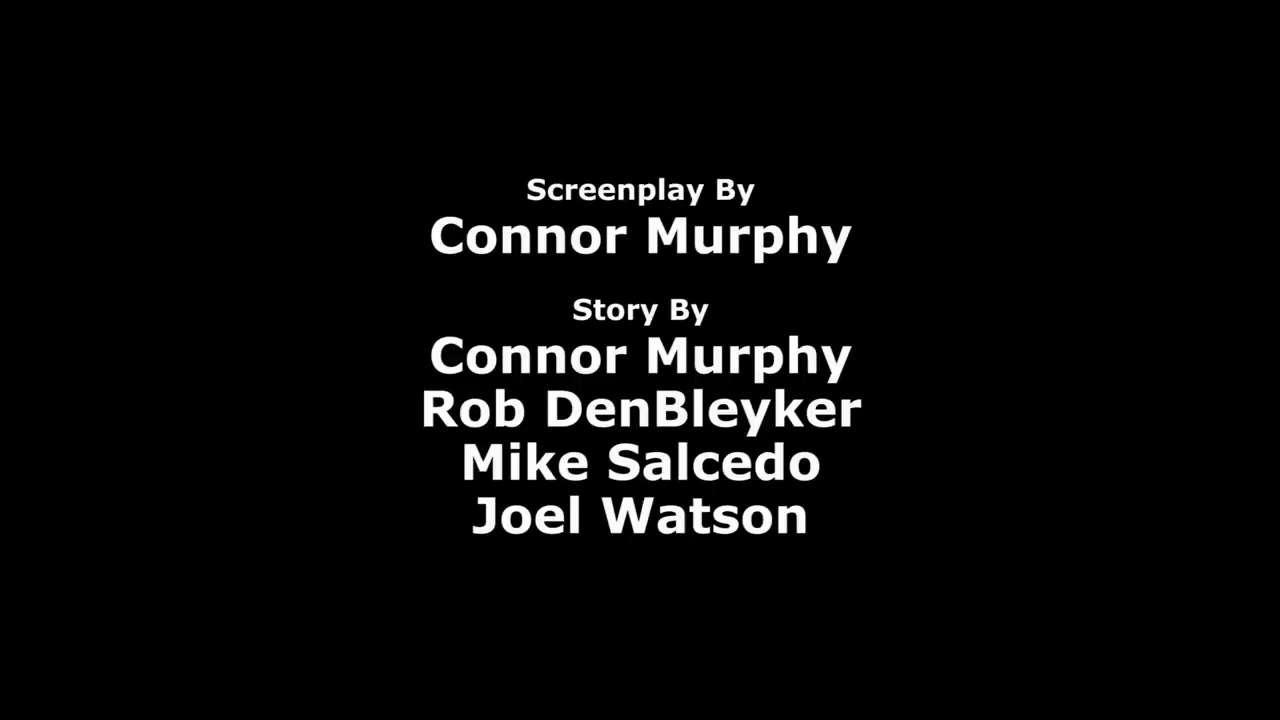 Screenplay By
Connor Murphy
Story By
Connor Murphy
Rob DenBleyker
Mike Salcedo
Joel Watson